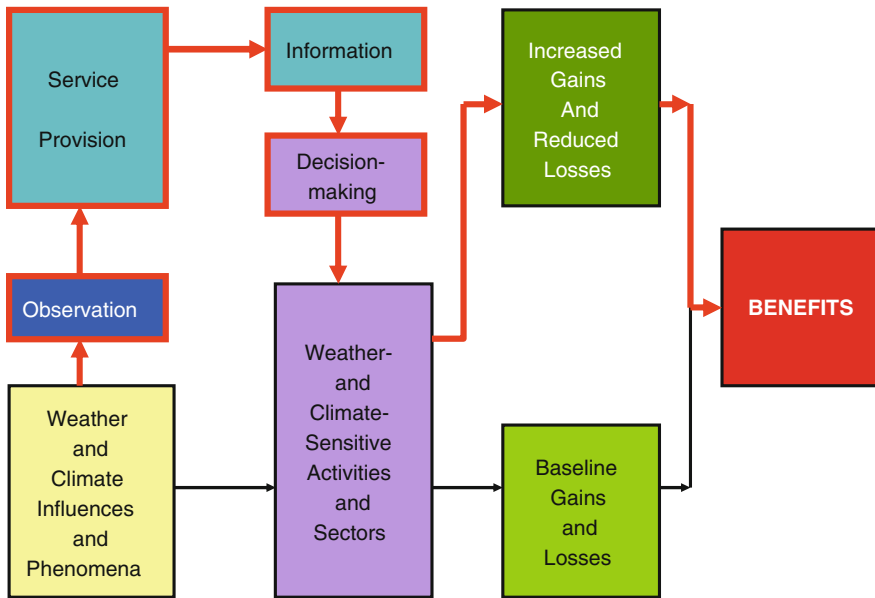 Service
Provision
Information
Decision-
making
Observation
Weather
and
Climate
Influences
and
Phenomena
Weather-
and
Climate-
Sensitive
Activities
and
Sectors
Increased
Gains
And
Reduced
Losses
Baseline
Gains
and
Losses
BENEFITS